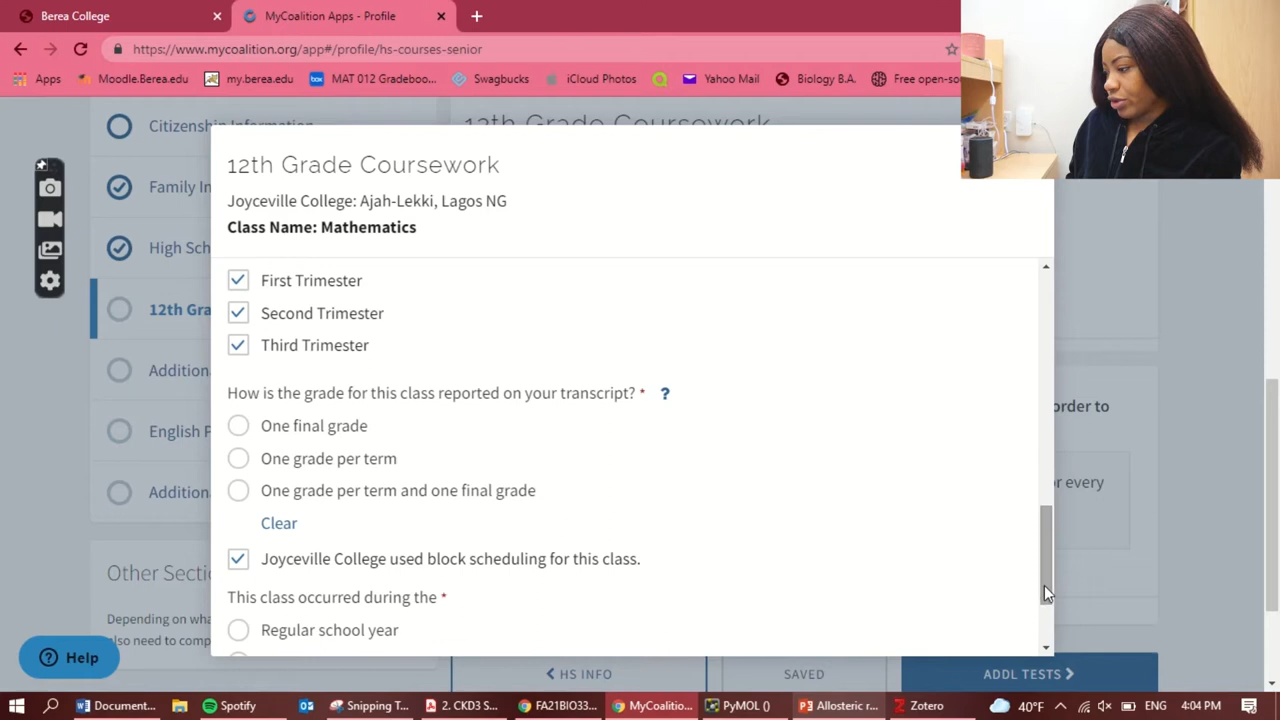 Berea College
MyCoalition Apps - Profile
https://www.mycoalition.org/app#/profile/hs-courses-senior
Apps
Moodle.Berea.edu
my.berea.edu
box
MAT 012 Gradeboo...
Swagbucks
iCloud Photos
Yahoo Mail
Biology B.A.
Free open-so
Citizenship Information
12th Grade Coursework
Family In
High Sch
12th Gra
Addition
English P
Addition
Other Secti
Depending on wha
also need to comp
Help
12th Grade Coursework
Joyceville College: Ajah-Lekki, Lagos NG
Class Name: Mathematics
First Trimester
Second Trimester
Third Trimester
How is the grade for this class reported on your transcript? * ?
One final grade
One grade per term
One grade per term and one final grade
Clear
Joyceville College used block scheduling for this class.
This class occurred during the *
Regular school year
order to
or every
HS INFO
SAVED
ADDL TESTS
Document...
Spotify
Snipping T...
2. CKD3 S...
FA21BIO33...
MyCoalitio...
PyMOL ()
Allosteric r...
Zotero
40°F
ENG
4:04 PM